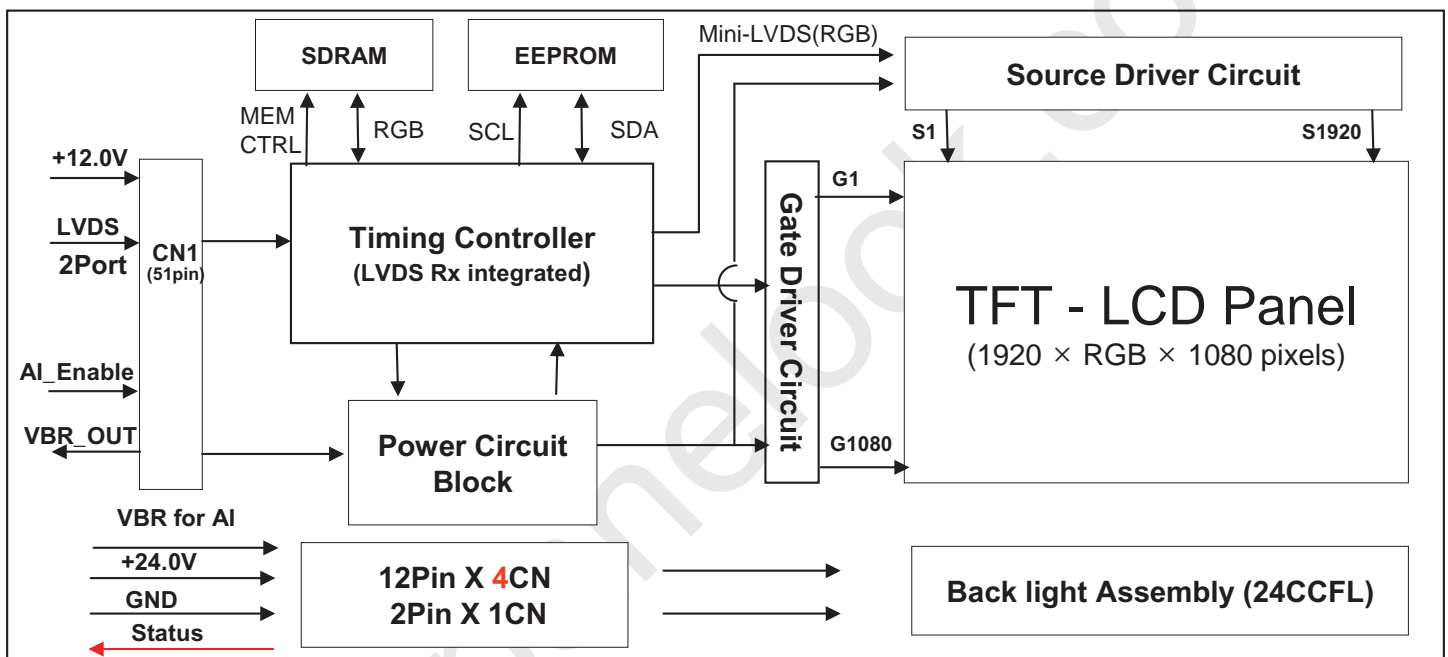 SDRAM
EEPROM
Mini-LVDS(RGB)
Source Driver Circuit
MEM
CTRL
RGB
SCL
SDA
S1
S1920
+12.0V
LVDS
2Port
CN1
(51pin)
Timing Controller
(LVDS Rx integrated)
Gate Driver Circuit
G1
TFT - LCD Panel
(1920 × RGB × 1080 pixels)
AI_Enable
VBR_OUT
Power Circuit
Block
G1080
VBR for AI
+24.0V
GND
Status
12Pin X 4CN
2Pin X 1CN
Back light Assembly (24CCFL)